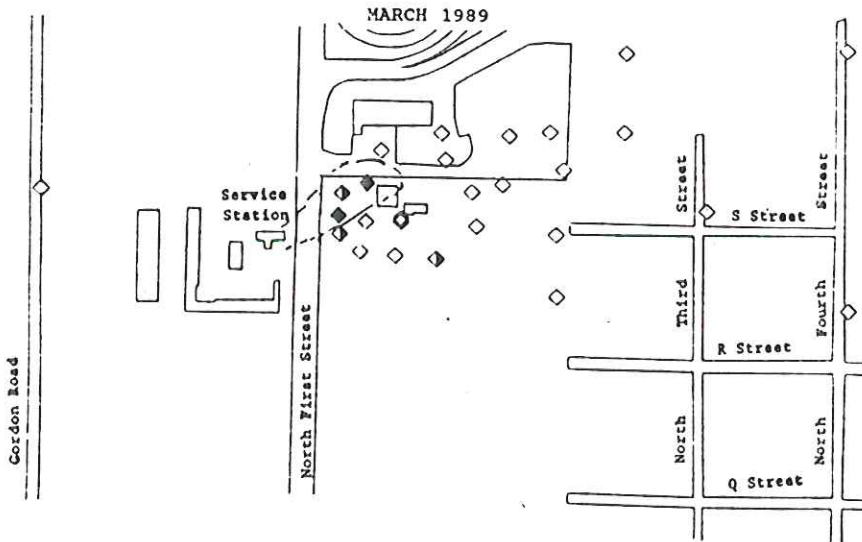 MARCH 1989
Service
Station
Gordon Road
North First Street
North Third Street
North Fourth Street
S Street
R Street
Q Street